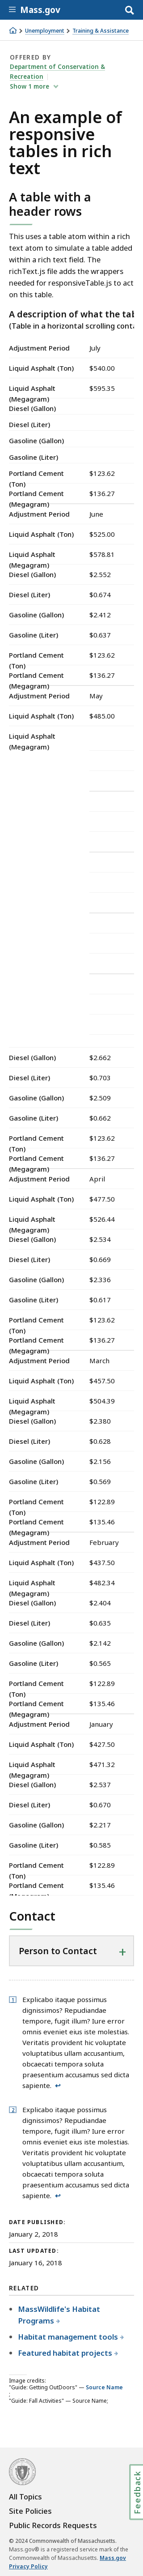 Mass.gov
Unemployment > Training & Assistance
OFFERED BY
Department of Conservation &
Recreation
Show 1 more
An example of
responsive
tables in rich
text
A table with a
header rows
This uses a table atom within a rich
text atom to simulate a table added
within a rich text field. The
richText.js file adds the wrappers
needed for responsiveTable.js to act
on this table.
A description of what the tal
(Table in a horizontal scrolling cont
Adjustment Period July
Liquid Asphalt (Ton) $540.00
Liquid Asphalt $595.35
(Megagram)
Diesel (Gallon)
Diesel (Liter)
Gasoline (Gallon)
Gasoline (Liter)
Portland Cement $123.62
(Ton)
Portland Cement $136.27
(Megagram)
Adjustment Period June
Liquid Asphalt (Ton) $525.00
Liquid Asphalt $578.81
(Megagram)
Diesel (Gallon) $2.552
Diesel (Liter) $0.674
Gasoline (Gallon) $2.412
Gasoline (Liter) $0.637
Portland Cement $123.62
(Ton)
Portland Cement $136.27
(Megagram)
Adjustment Period May
Liquid Asphalt (Ton) $485.00
Liquid Asphalt
(Megagram)
Diesel (Gallon) $2.662
Diesel (Liter) $0.703
Gasoline (Gallon) $2.509
Gasoline (Liter) $0.662
Portland Cement $123.62
(Ton)
Portland Cement $136.27
(Megagram)
Adjustment Period April
Liquid Asphalt (Ton) $477.50
Liquid Asphalt $526.44
(Megagram)
Diesel (Gallon) $2.534
Diesel (Liter) $0.669
Gasoline (Gallon) $2.336
Gasoline (Liter) $0.617
Portland Cement $123.62
(Ton)
Portland Cement $136.27
(Megagram)
Adjustment Period March
Liquid Asphalt (Ton) $457.50
Liquid Asphalt $504.39
(Megagram)
Diesel (Gallon) $2.380
Diesel (Liter) $0.628
Gasoline (Gallon) $2.156
Gasoline (Liter) $0.569
Portland Cement $122.89
(Ton)
Portland Cement $135.46
(Megagram)
Adjustment Period February
Liquid Asphalt (Ton) $437.50
Liquid Asphalt $482.34
(Megagram)
Diesel (Gallon) $2.404
Diesel (Liter) $0.635
Gasoline (Gallon) $2.142
Gasoline (Liter) $0.565
Portland Cement $122.89
(Ton)
Portland Cement $135.46
(Megagram)
Adjustment Period January
Liquid Asphalt (Ton) $427.50
Liquid Asphalt $471.32
(Megagram)
Diesel (Gallon) $2.537
Diesel (Liter) $0.670
Gasoline (Gallon) $2.217
Gasoline (Liter) $0.585
Portland Cement $122.89
(Ton)
Portland Cement $135.46
(Megagram)
Contact
Person to Contact +
1 Explicabo itaque possimus
dignissimos? Repudiandae
tempore, fugit illum? Iure error
omnis eveniet eius iste molestias.
Veritatis provident hic voluptate
voluptatibus ullam accusantium,
obcaecati tempora soluta
praesentium accusamus sed dicta
sapiente. ↩
2 Explicabo itaque possimus
dignissimos? Repudiandae
tempore, fugit illum? Iure error
omnis eveniet eius iste molestias.
Veritatis provident hic voluptate
voluptatibus ullam accusantium,
obcaecati tempora soluta
praesentium accusamus sed dicta
sapiente. ↩
DATE PUBLISHED:
January 2, 2018
LAST UPDATED:
January 16, 2018
RELATED
MassWildlife's Habitat
Programs +
Habitat management tools +
Featured habitat projects +
Image credits:
"Guide: Getting OutDoors" — Source Name
;
"Guide: Fall Activities" — Source Name;
Feedback
All Topics
Site Policies
Public Records Requests
© 2024 Commonwealth of Massachusetts.
Mass.gov® is a registered service mark of the
Commonwealth of Massachusetts. Mass.gov
Privacy Policy